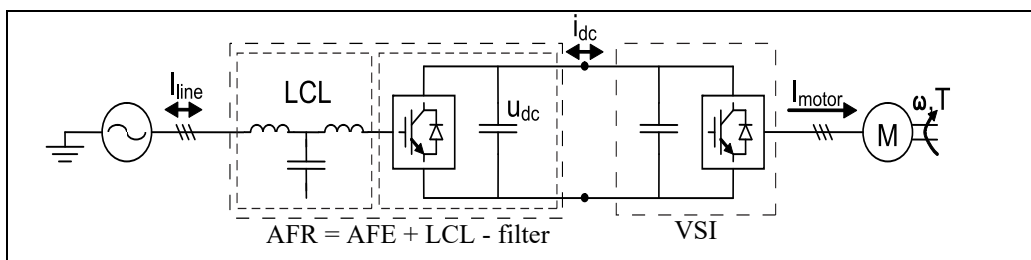 i_dc
I_line
LCL
u_dc
I_motor
ω, T
M
AFR = AFE + LCL - filter
VSI